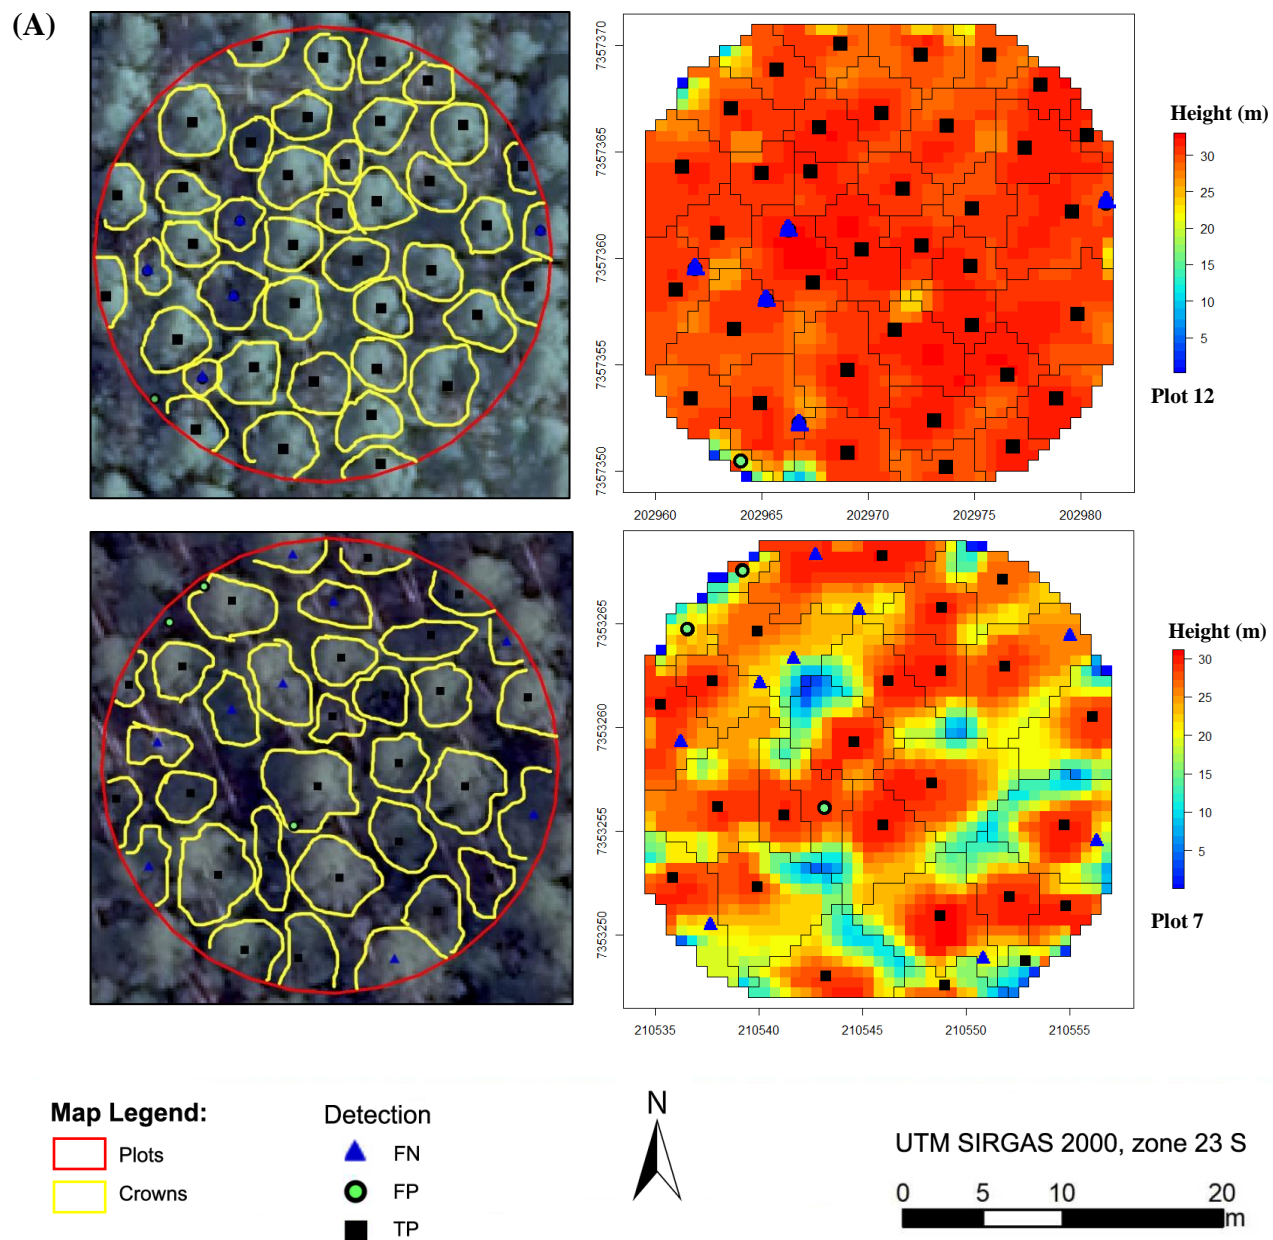 (A)
7357370
7357365
7357360
7357355
7357350
202960 202965 202970 202975 202980
Height (m)
30
25
20
15
10
5
Plot 12
7353265
7353260
7353255
7353250
210535 210540 210545 210550 210555
Height (m)
30
25
20
15
10
5
Plot 7
Map Legend:
Plots
Crowns
Detection
FN
FP
TP
N
UTM SIRGAS 2000, zone 23 S
0 5 10 20
m